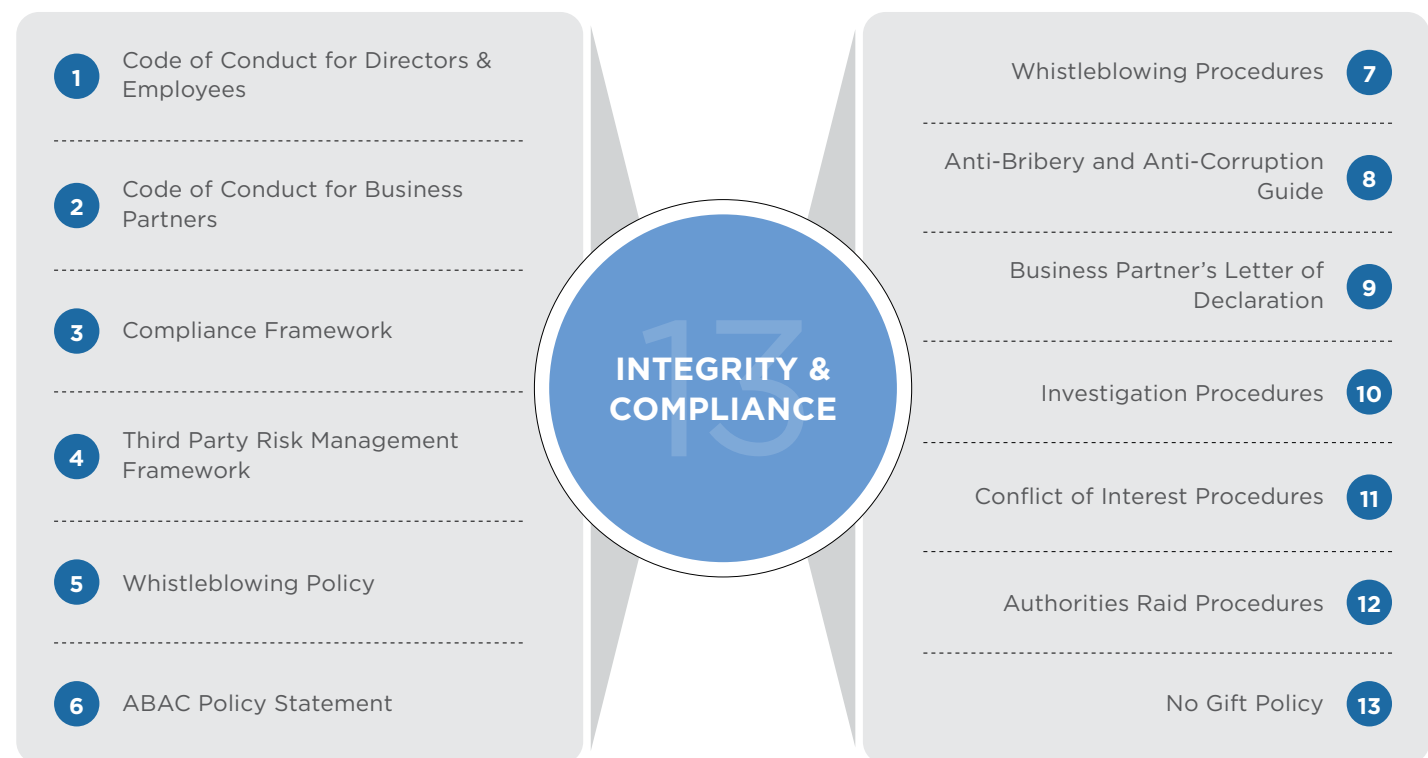 1
Code of Conduct for Directors &
Employees
2
Code of Conduct for Business
Partners
3
Compliance Framework
4
Third Party Risk Management
Framework
5
Whistleblowing Policy
6
ABAC Policy Statement
13
INTEGRITY &
COMPLIANCE
Whistleblowing Procedures
7
Anti-Bribery and Anti-Corruption
Guide
8
Business Partner’s Letter of
Declaration
9
Investigation Procedures
10
Conflict of Interest Procedures
11
Authorities Raid Procedures
12
No Gift Policy
13